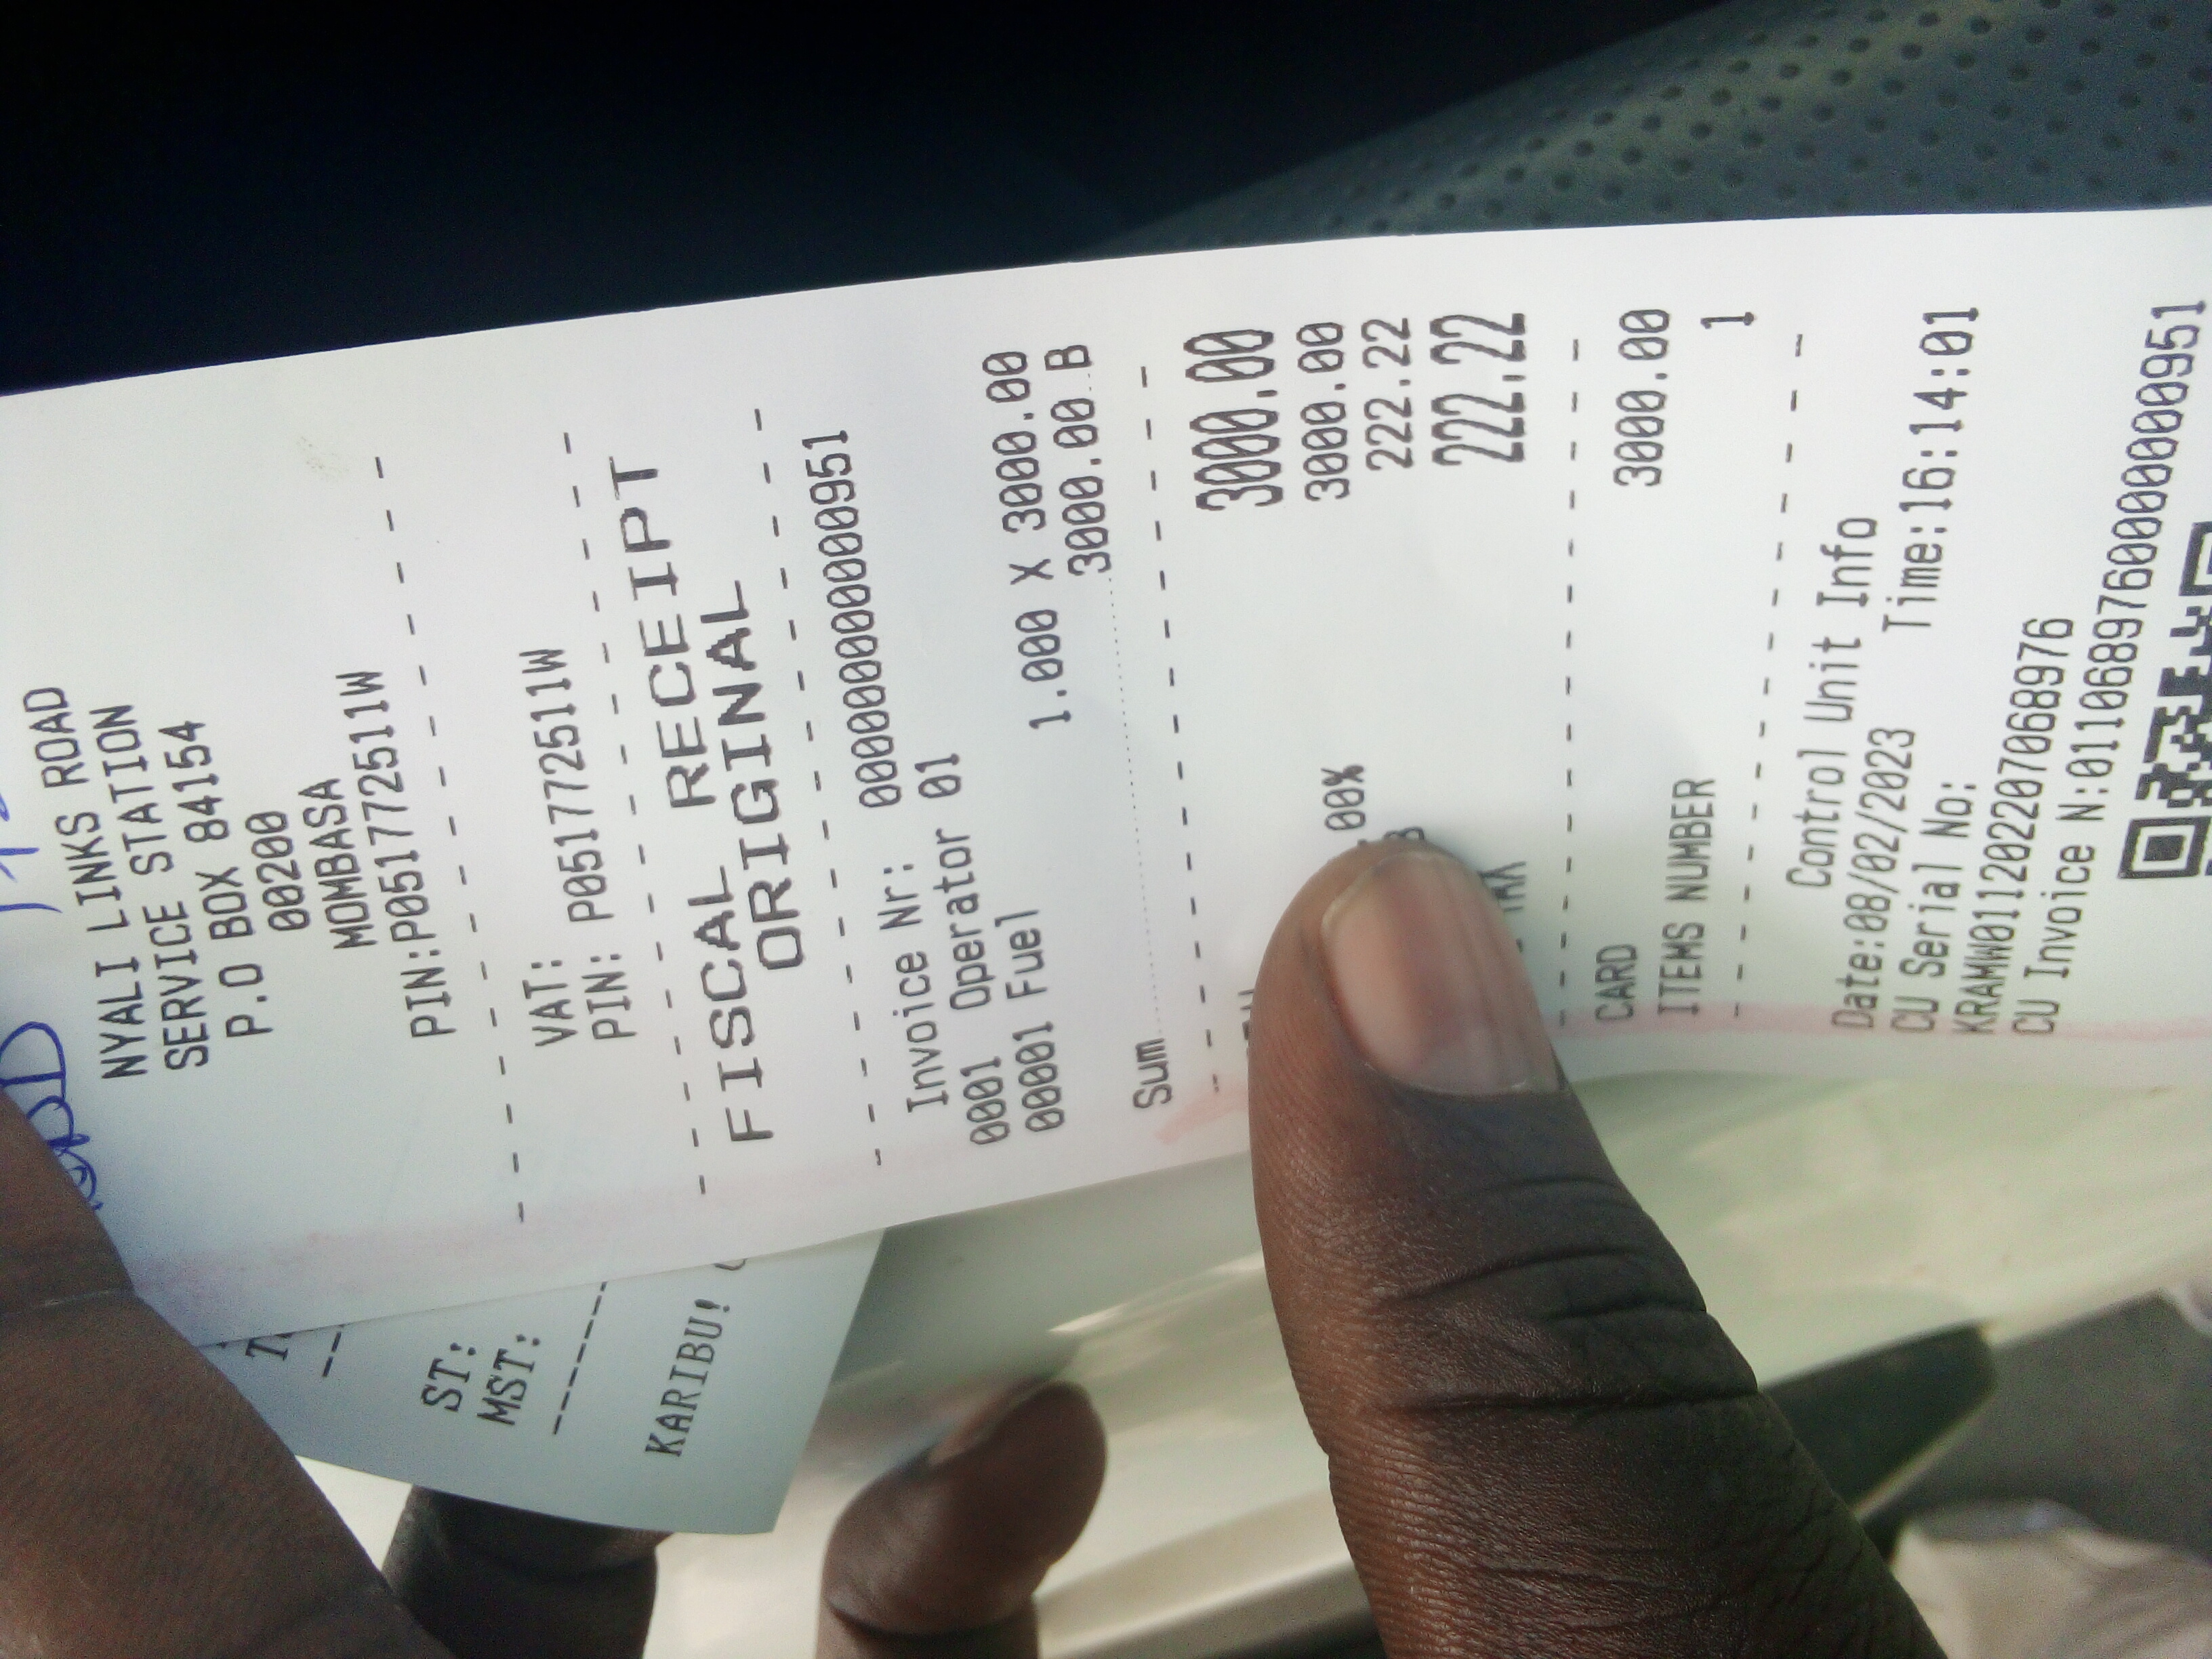 NYALI LINKS ROAD
SERVICE STATION
P.O BOX 84154
00200
MOMBASA
PIN:P051772511W
VAT:
PIN: P051772511W
FISCAL RECEIPT
ORIGINAL
Invoice Nr: 0000000000000000951
0001 Operator 01
00001 Fuel
1.000 X 3000.00
3000.00 B
Sum
3000.00
.00% 3000.00
B 222.22
222.22
CARD 3000.00
ITEMS NUMBER 1
Control Unit Info
Date:08/02/2023 Time:16:14:01
CU Serial No:
KRAMW011202207068976
CU Invoice N:0110689760000000951
ST:
MST:
KARIBU!